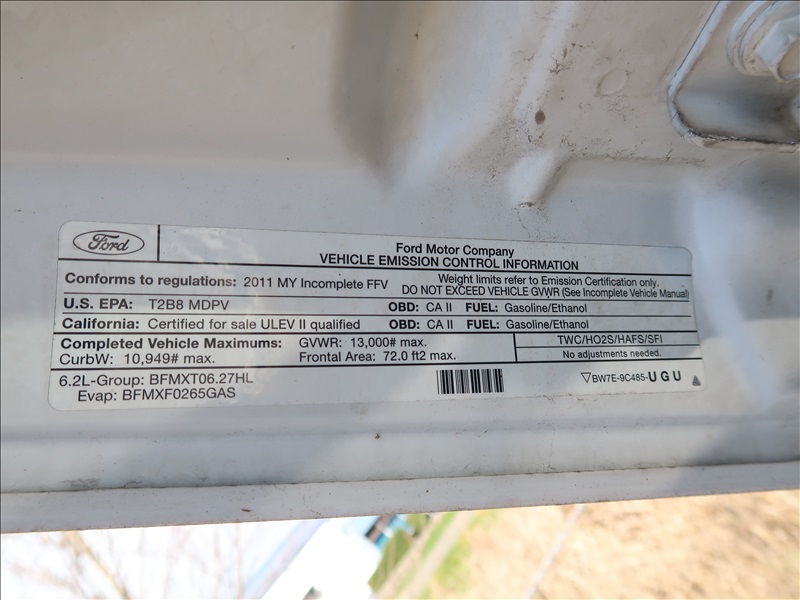 Ford
Ford Motor Company
VEHICLE EMISSION CONTROL INFORMATION
Conforms to regulations: 2011 MY Incomplete FFV
Weight limits refer to Emission Certification only.
DO NOT EXCEED VEHICLE GVWR (See Incomplete Vehicle Manual)
U.S. EPA: T2B8 MDPV OBD: CA II FUEL: Gasoline/Ethanol
California: Certified for sale ULEV II qualified OBD: CA II FUEL: Gasoline/Ethanol
Completed Vehicle Maximums: GVWR: 13,000# max.
CurbW: 10,949# max. Frontal Area: 72.0 ft2 max.
TWC/HO2S/HAFS/SFI
No adjustments needed.
6.2L-Group: BFMXT06.27HL
Evap: BFMXF0265GAS
▽BW7E-9C485-UGU